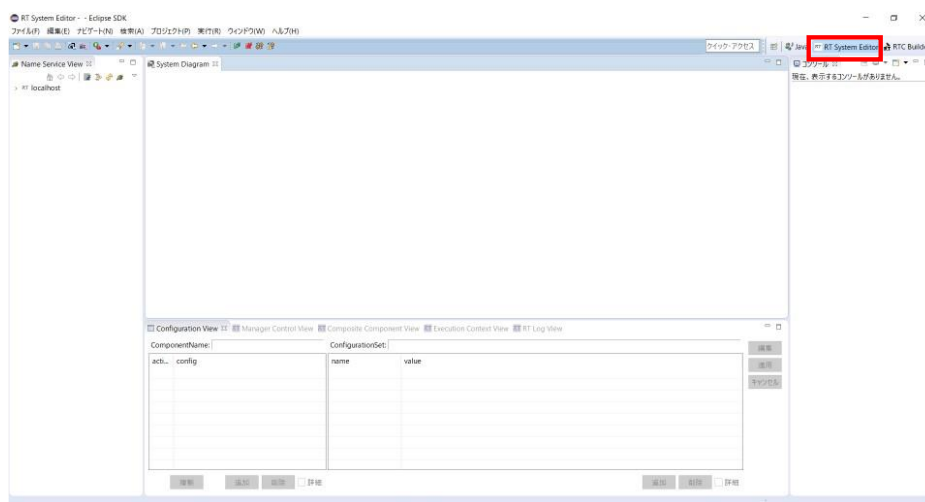 RT System Editor - - Eclipse SDK
ファイル(F) 編集(E) ナビゲート(N) 検索(A) プロジェクト(P) 実行(R) ウィンドウ(W) ヘルプ(H)
クイック・アクセス Java RT System Editor RTC Builde
Name Service View
System Diagram
コンソール
localhost
現在、表示するコンソールがありません。
Configuration View Manager Control View Composite Component View Execution Context View RT Log View
ComponentName: ConfigurationSet:
編集
acti... config name value
適用
キャンセル
複製 追加 削除 詳細 追加 削除 詳細